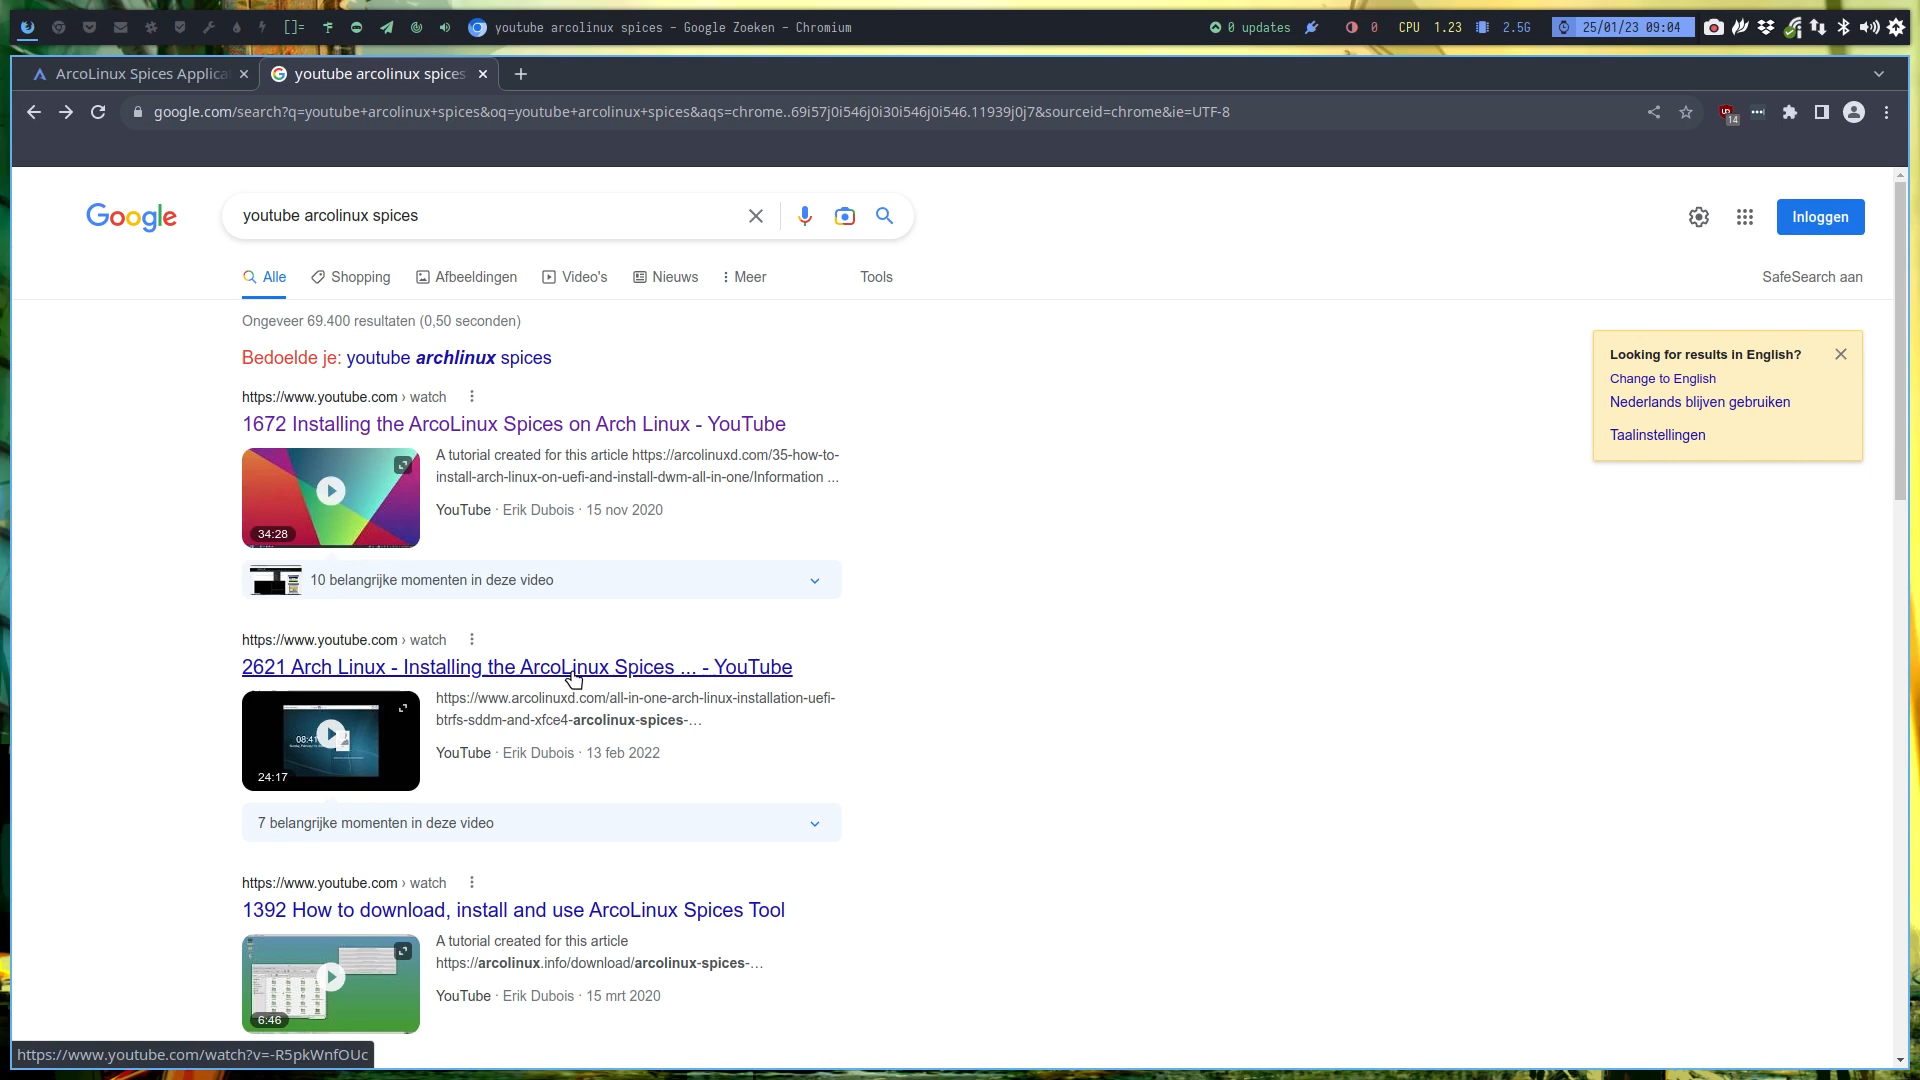 []=
youtube arcolinux spices - Google Zoeken - Chromium
0 updates
0
CPU 1.23
2.5G
25/01/23 09:04
ArcoLinux Spices Applica
youtube arcolinux spices
google.com/search?q=youtube+arcolinux+spices&oq=youtube+arcolinux+spices&aqs=chrome..69i57j0i546j0i30i546j0i546.11939j0j7&sourceid=chrome&ie=UTF-8
14
Google
youtube arcolinux spices
Inloggen
Alle
Shopping
Afbeeldingen
Video's
Nieuws
Meer
Tools
SafeSearch aan
Ongeveer 69.400 resultaten (0,50 seconden)
Bedoelde je: youtube archlinux spices
Looking for results in English?
Change to English
Nederlands blijven gebruiken
Taalinstellingen
https://www.youtube.com › watch
1672 Installing the ArcoLinux Spices on Arch Linux - YouTube
A tutorial created for this article https://arcolinuxd.com/35-how-to-
install-arch-linux-on-uefi-and-install-dwm-all-in-one/Information ...
YouTube · Erik Dubois · 15 nov 2020
34:28
10 belangrijke momenten in deze video
https://www.youtube.com › watch
2621 Arch Linux - Installing the ArcoLinux Spices ... - YouTube
https://www.arcolinuxd.com/all-in-one-arch-linux-installation-uefi-
btrfs-sddm-and-xfce4-arcolinux-spices-...
YouTube · Erik Dubois · 13 feb 2022
08:41
24:17
7 belangrijke momenten in deze video
https://www.youtube.com › watch
1392 How to download, install and use ArcoLinux Spices Tool
A tutorial created for this article
https://arcolinux.info/download/arcolinux-spices-...
YouTube · Erik Dubois · 15 mrt 2020
6:46
https://www.youtube.com/watch?v=-R5pkWnfOUc